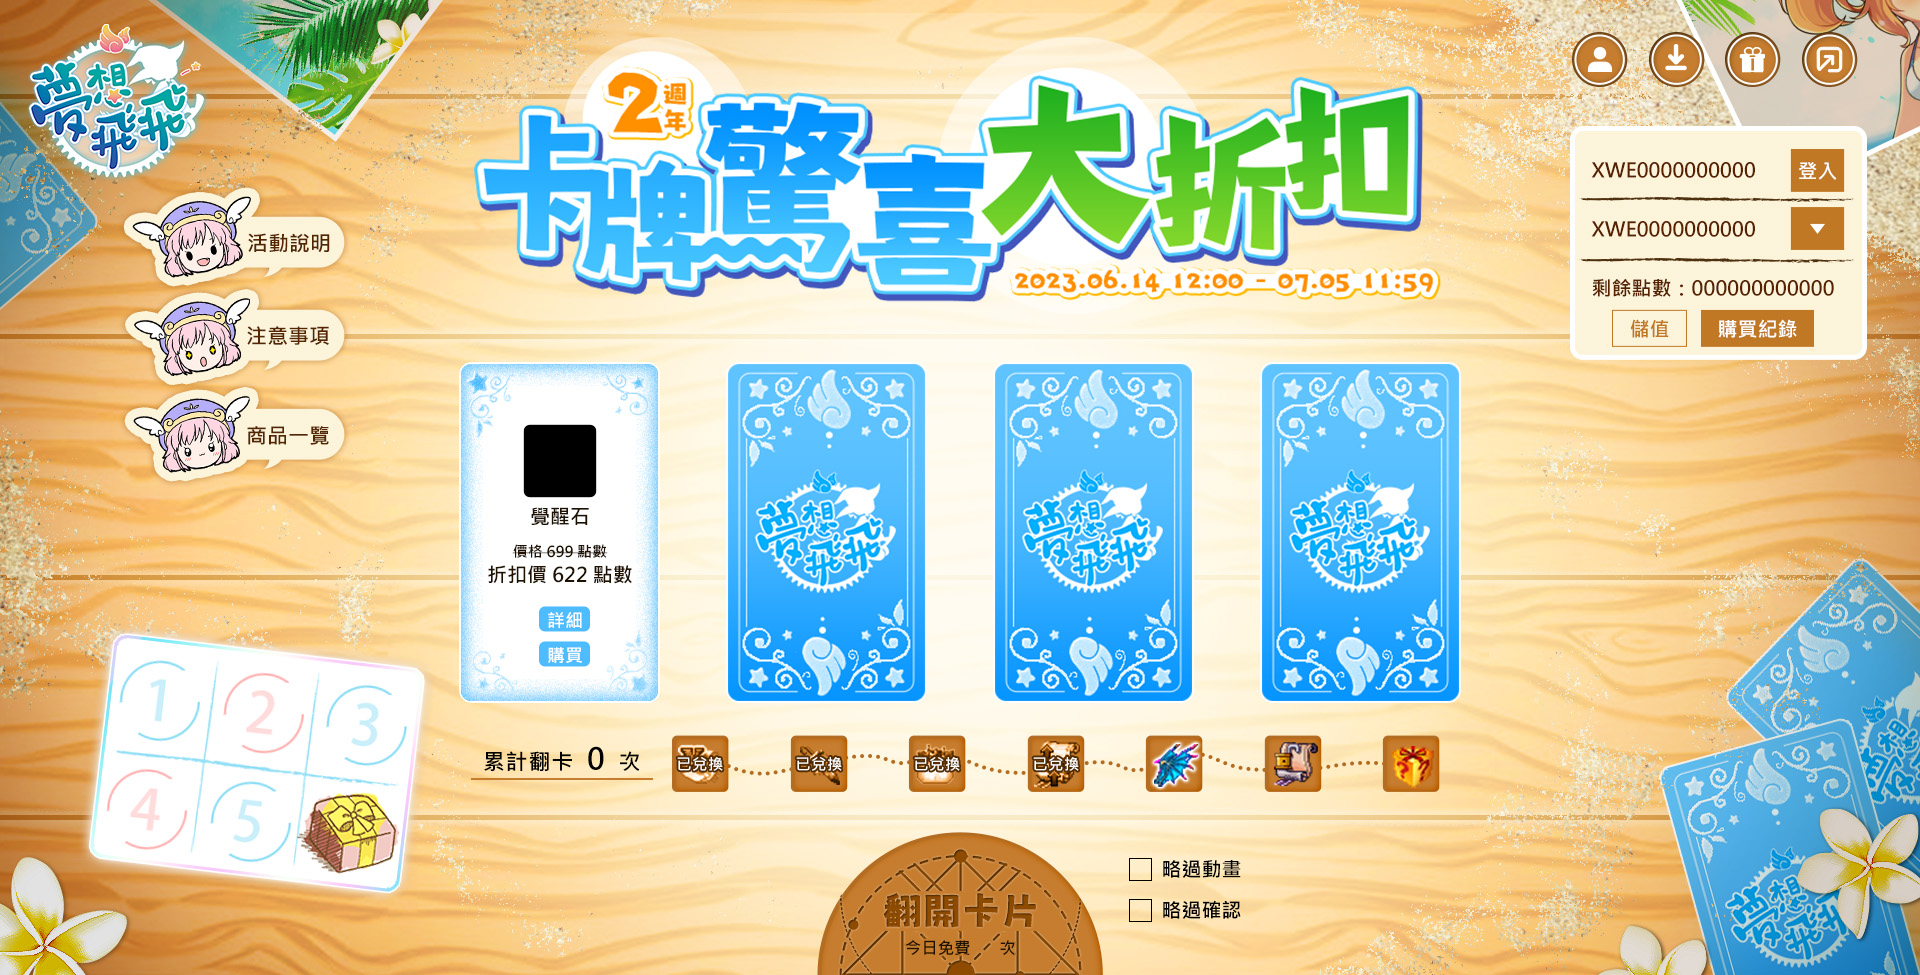 夢想飛飛
2週年
卡牌驚喜大折扣
2023.06.14 12:00 - 07.05 11:59
XWE0000000000
登入
XWE0000000000
剩餘點數：000000000000
儲值
購買紀錄
活動說明
注意事項
商品一覽
覺醒石
價格 699 點數
折扣價 622 點數
詳細
購買
夢想飛飛
夢想飛飛
夢想飛飛
1
2
3
4
5
累計翻卡 0 次
已兌換
已兌換
已兌換
已兌換
翻開卡片
今日免費 次
略過動畫
略過確認
夢想飛飛